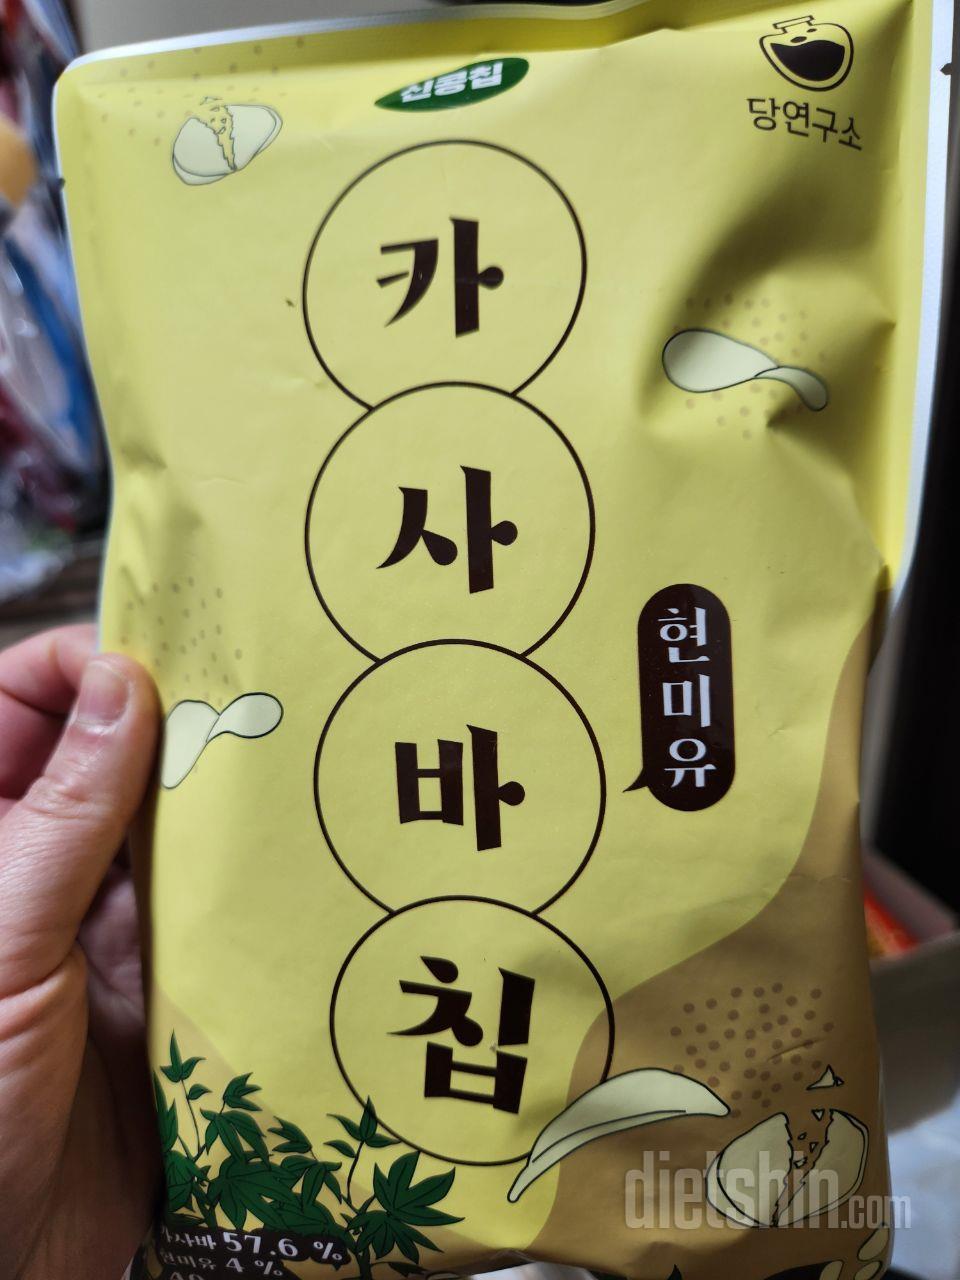 신콩칩
당연구소
카
사
바
칩
현미유
카사바 57.6 %
현미유 4 %
dietshin.com